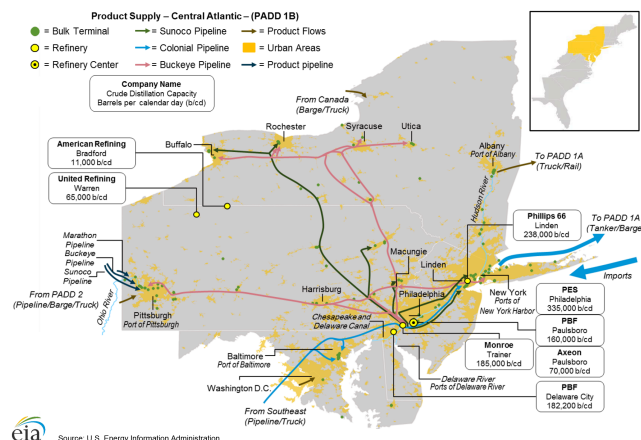 Product Supply – Central Atlantic – (PADD 1B)
= Bulk Terminal
= Sunoco Pipeline
= Product Flows
= Refinery
= Colonial Pipeline
= Urban Areas
= Refinery Center
= Buckeye Pipeline
= Product pipeline
Company Name
Crude Distillation Capacity
Barrels per calendar day (b/cd)
From Canada
(Barge/Truck)
Rochester
Syracuse
Utica
American Refining
Bradford
11,000 b/cd
Buffalo
Albany
Port of Albany
To PADD 1A
(Truck/Rail)
United Refining
Warren
65,000 b/cd
Hudson River
Phillips 66
Linden
238,000 b/cd
To PADD 1A
(Tanker/Barge)
Marathon
Pipeline
Buckeye
Pipeline
Sunoco
Pipeline
Macungie
Linden
Imports
From PADD 2
(Pipeline/Barge/Truck)
Ohio River
Harrisburg
Philadelphia
New York
Ports of
New York Harbor
PES
Philadelphia
335,000 b/cd
Pittsburgh
Port of Pittsburgh
Chesapeake and
Delaware Canal
PBF
Paulsboro
160,000 b/cd
Baltimore
Port of Baltimore
Monroe
Trainer
185,000 b/cd
Axeon
Paulsboro
70,000 b/cd
Washington D.C.
Delaware River
Ports of Delaware River
PBF
Delaware City
182,200 b/cd
From Southeast
(Pipeline/Truck)
eia
Source: U.S. Energy Information Administration